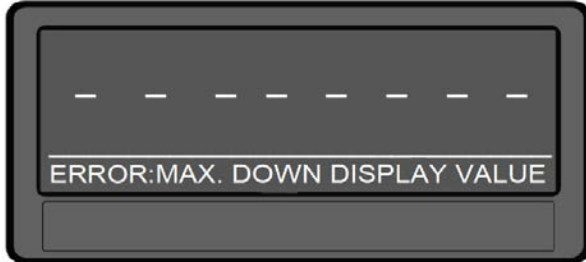 - - - - - - - -
ERROR:MAX. DOWN DISPLAY VALUE